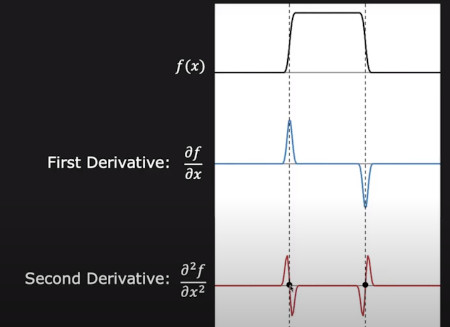 f(x)
First Derivative: ∂f/∂x
Second Derivative: ∂²f/∂x²